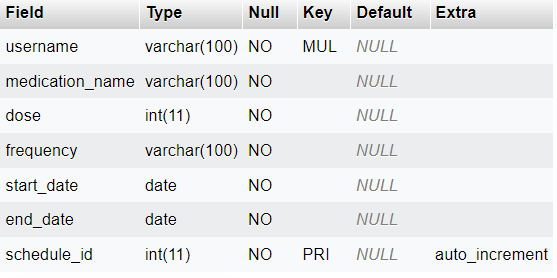 Field Type Null Key Default Extra
username varchar(100) NO MUL NULL
medication_name varchar(100) NO NULL
dose int(11) NO NULL
frequency varchar(100) NO NULL
start_date date NO NULL
end_date date NO NULL
schedule_id int(11) NO PRI NULL auto_increment